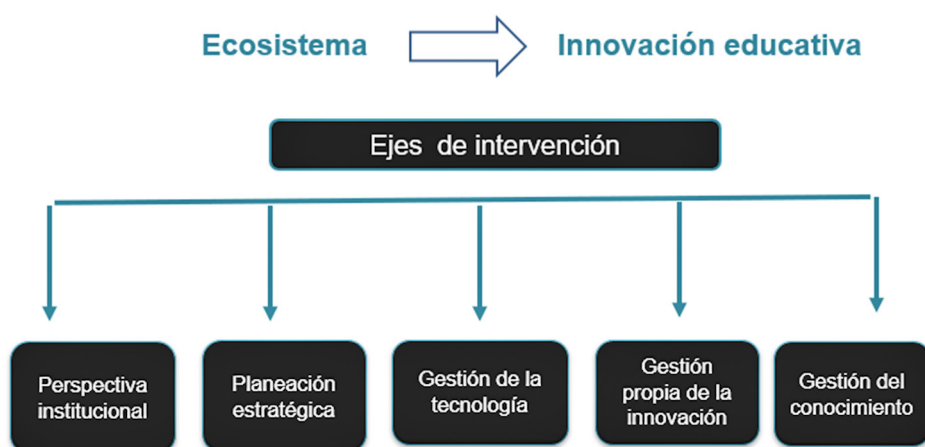 Ecosistema
Innovación educativa
Ejes de intervención
Perspectiva
institucional
Planeación
estratégica
Gestión de la
tecnología
Gestión
propia de la
innovación
Gestión del
conocimiento